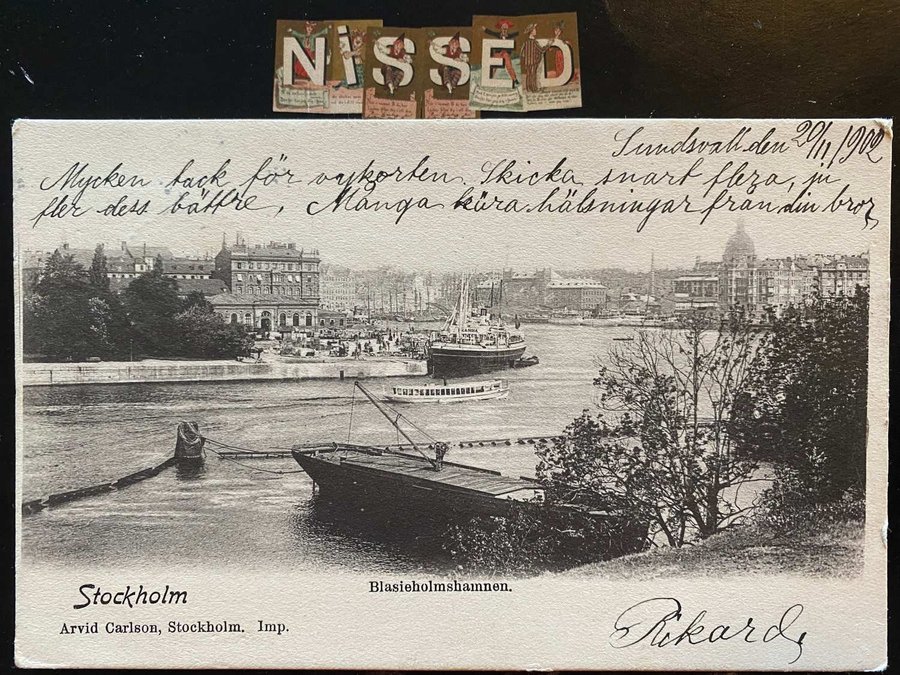 NiSSED
Sundsvall den 20/11 1902
Mycken tack för vykorten. Skicka snart flera, ju
fler dess bättre, Många kära hälsningar från din bror,
Stockholm
Blasieholmshamnen.
Arvid Carlson, Stockholm. Imp.
Rikard,